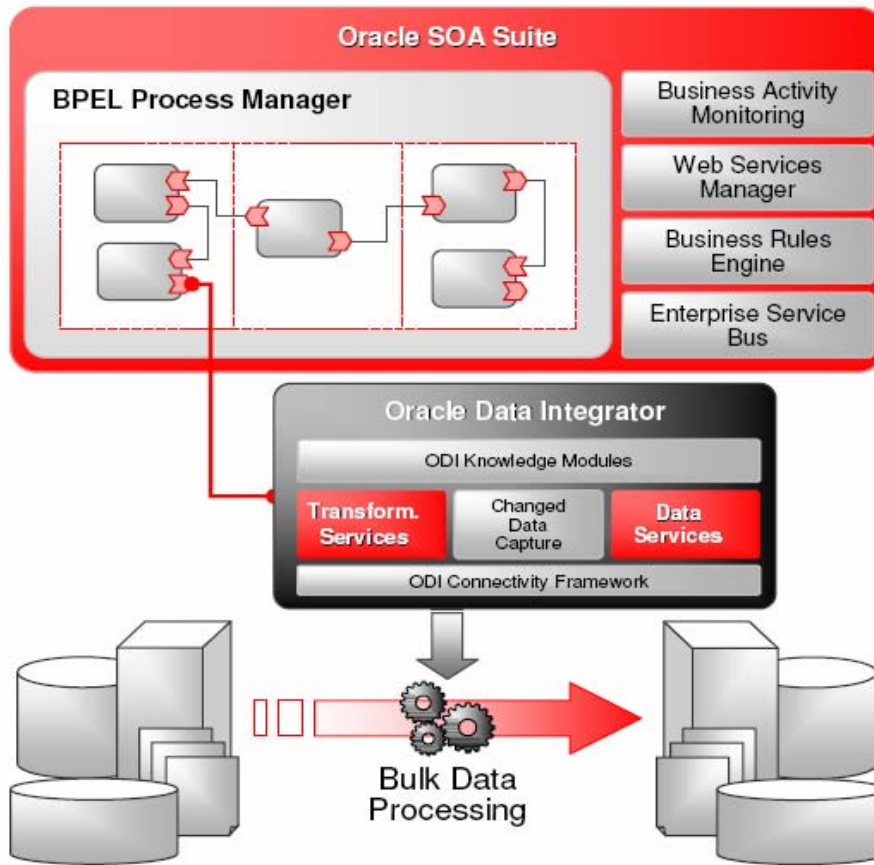 Oracle SOA Suite
BPEL Process Manager
Business Activity
Monitoring
Web Services
Manager
Business Rules
Engine
Enterprise Service
Bus
Oracle Data Integrator
ODI Knowledge Modules
Transform.
Services
Changed
Data
Capture
Data
Services
ODI Connectivity Framework
Bulk Data
Processing